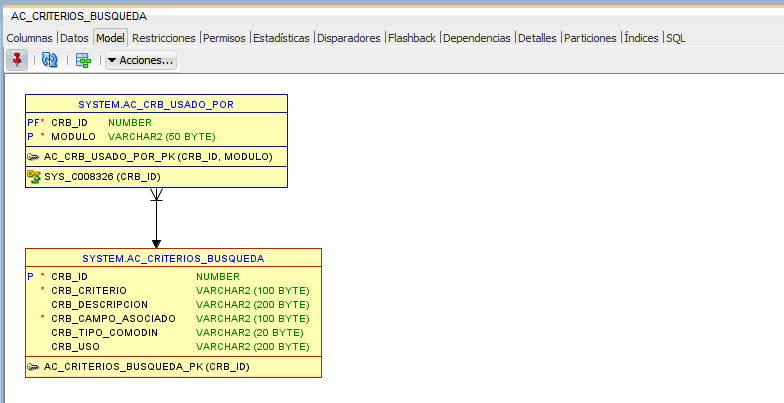 AC_CRITERIOS_BUSQUEDA
Columnas | Datos | Model | Restricciones | Permisos | Estadísticas | Disparadores | Flashback | Dependencias | Detalles | Particiones | Índices | SQL
Acciones...
SYSTEM.AC_CRB_USADO_POR
PF* CRB_ID NUMBER
P * MODULO VARCHAR2 (50 BYTE)
AC_CRB_USADO_POR_PK (CRB_ID, MODULO)
SYS_C008326 (CRB_ID)
SYSTEM.AC_CRITERIOS_BUSQUEDA
P * CRB_ID NUMBER
* CRB_CRITERIO VARCHAR2 (100 BYTE)
CRB_DESCRIPCION VARCHAR2 (200 BYTE)
* CRB_CAMPO_ASOCIADO VARCHAR2 (100 BYTE)
CRB_TIPO_COMODIN VARCHAR2 (20 BYTE)
CRB_USO VARCHAR2 (200 BYTE)
AC_CRITERIOS_BUSQUEDA_PK (CRB_ID)